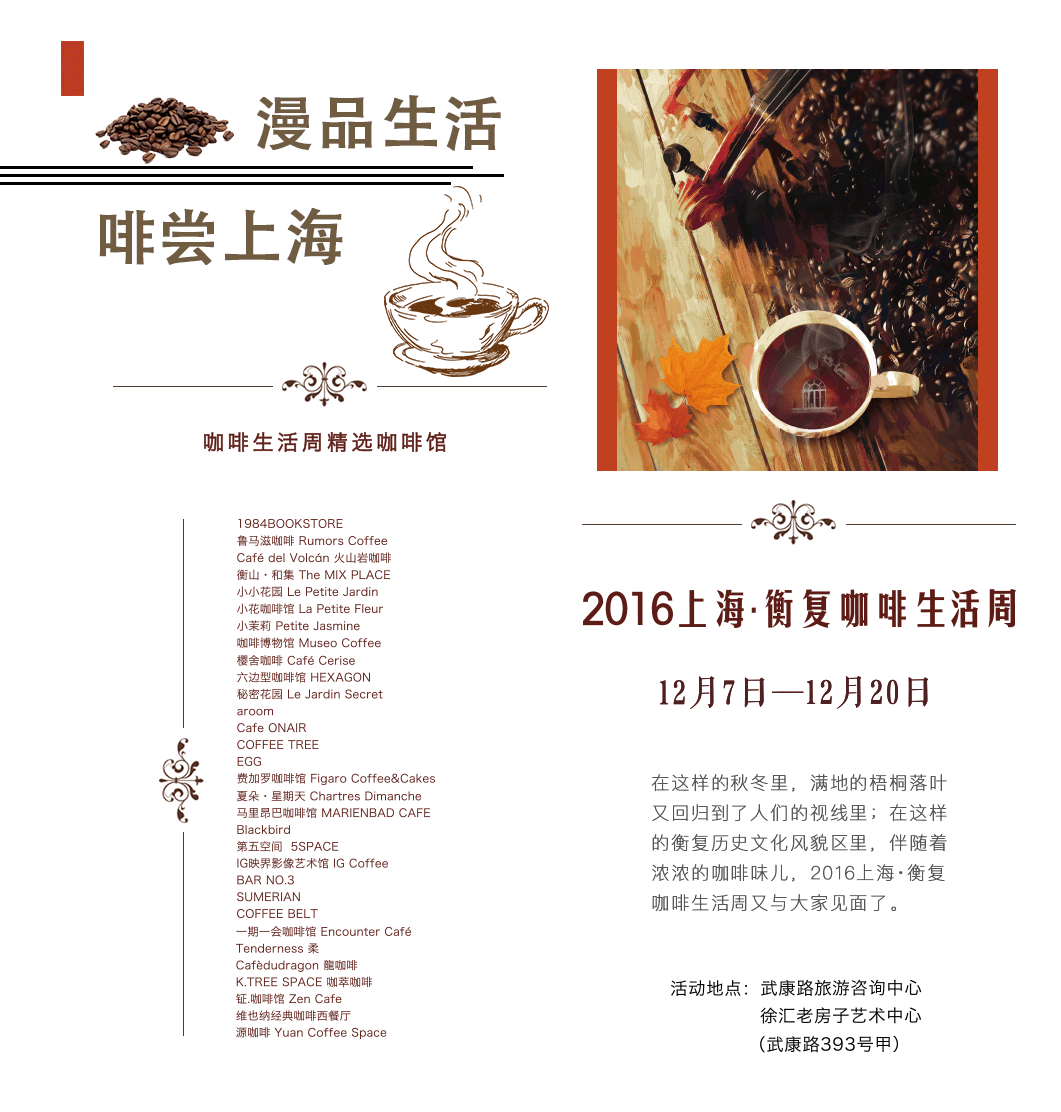 漫品生活
啡尝上海
咖啡生活周精选咖啡馆
1984BOOKSTORE
鲁马滋咖啡 Rumors Coffee
Café del Volcán 火山岩咖啡
衡山·和集 The MIX PLACE
小小花园 Le Petite Jardin
小花咖啡馆 La Petite Fleur
小茉莉 Petite Jasmine
咖啡博物馆 Museo Coffee
樱舍咖啡 Café Cerise
六边型咖啡馆 HEXAGON
秘密花园 Le Jardin Secret
aroom
Cafe ONAIR
COFFEE TREE
EGG
费加罗咖啡馆 Figaro Coffee&Cakes
夏朵·星期天 Chartres Dimanche
马里昂巴咖啡馆 MARIENBAD CAFE
Blackbird
第五空间 5SPACE
IG映界影像艺术馆 IG Coffee
BAR NO.3
SUMERIAN
COFFEE BELT
一期一会咖啡馆 Encounter Café
Tenderness 柔
Cafèdudragon 龍咖啡
K.TREE SPACE 咖萃咖啡
钲.咖啡馆 Zen Cafe
维也纳经典咖啡西餐厅
源咖啡 Yuan Coffee Space
2016上海·衡复咖啡生活周
12月7日—12月20日
在这样的秋冬里，满地的梧桐落叶
又回归到了人们的视线里；在这样
的衡复历史文化风貌区里，伴随着
浓浓的咖啡味儿，2016上海·衡复
咖啡生活周又与大家见面了。
活动地点：武康路旅游咨询中心
徐汇老房子艺术中心
（武康路393号甲）